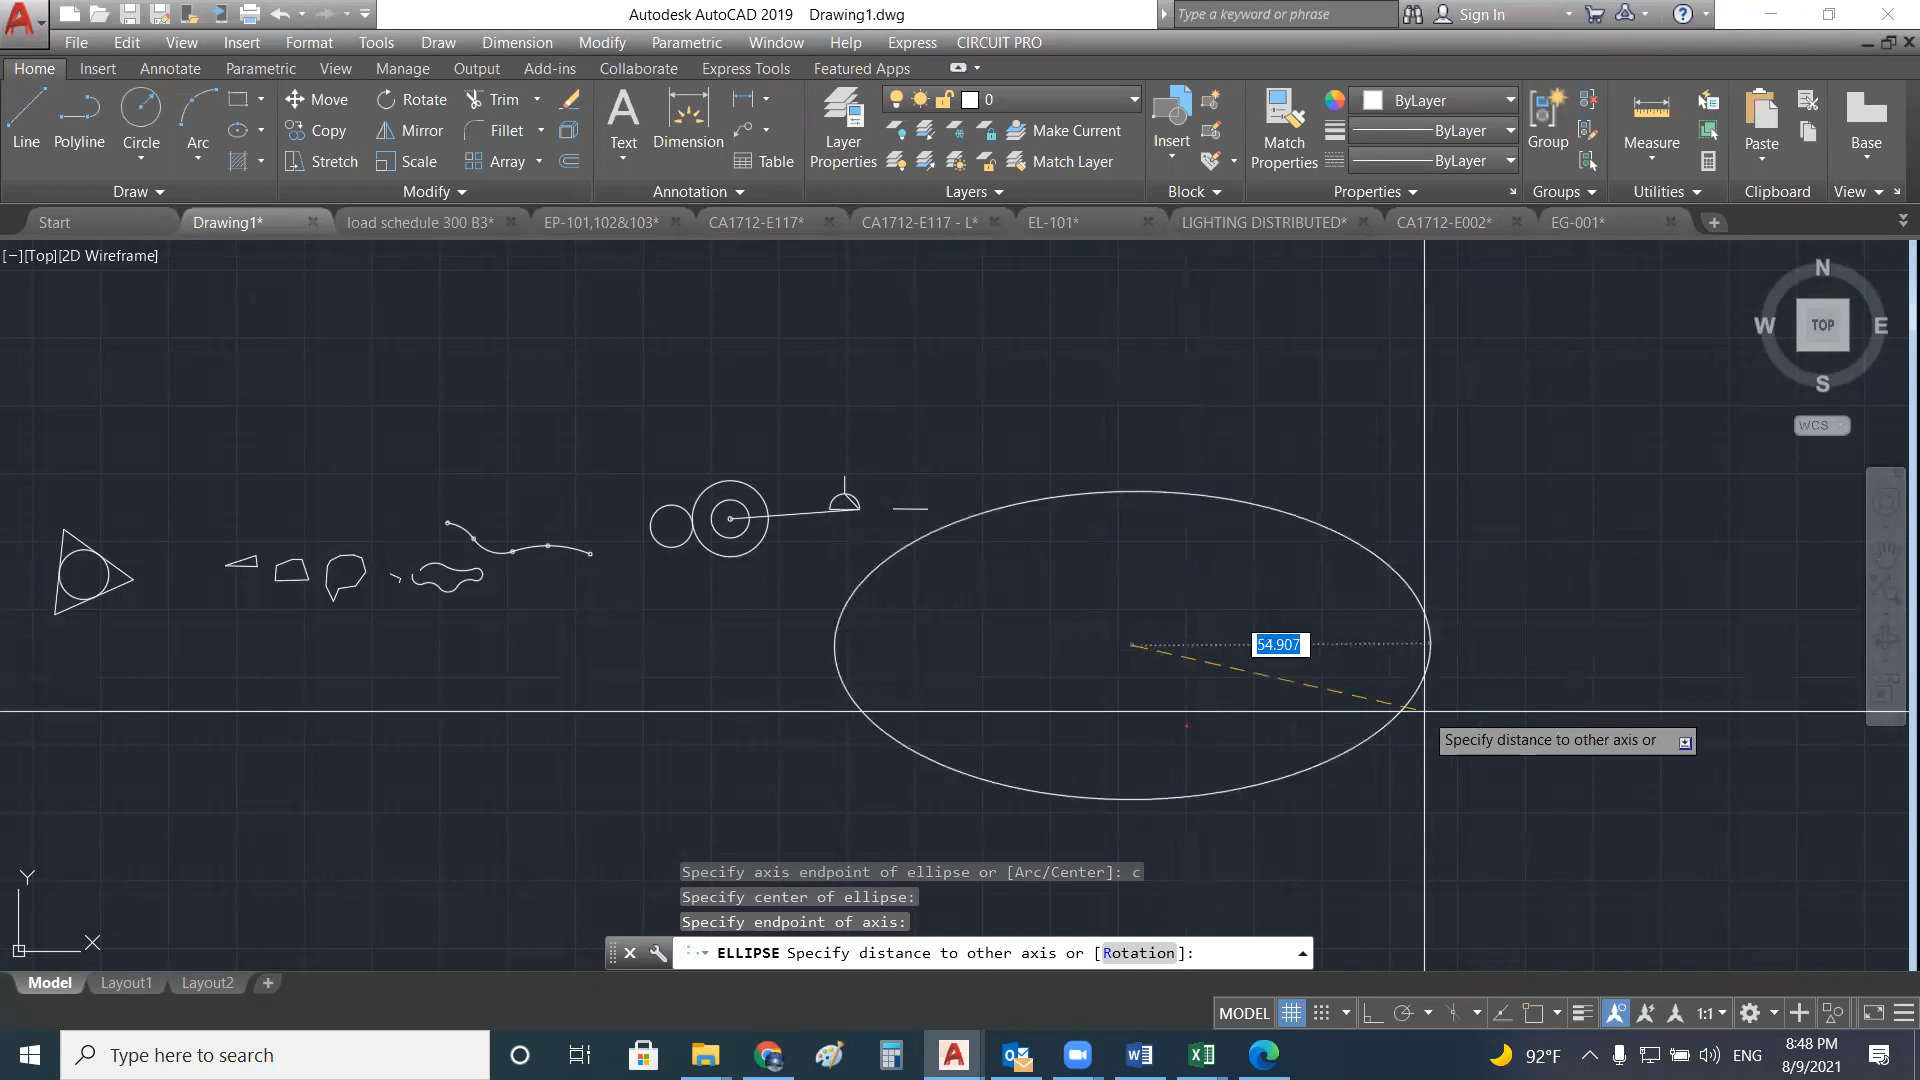 Autodesk AutoCAD 2019 Drawing1.dwg
Type a keyword or phrase
Sign In
File Edit View Insert Format Tools Draw Dimension Modify Parametric Window Help Express CIRCUIT PRO
Home Insert Annotate Parametric View Manage Output Add-ins Collaborate Express Tools Featured Apps
Line
Polyline
Circle
Arc
Move
Copy
Stretch
Rotate
Mirror
Scale
Trim
Fillet
Array
Text
Dimension
Table
Layer
Properties
0
Make Current
Match Layer
Insert
Match
Properties
ByLayer
ByLayer
ByLayer
Group
Measure
Paste
Base
Draw Modify Annotation Layers Block Properties Groups Utilities Clipboard View
Start Drawing1* load schedule 300 B3* EP-101,102&103* CA1712-E117* CA1712-E117 - L* EL-101* LIGHTING DISTRIBUTED* CA1712-E002* EG-001*
[−][Top][2D Wireframe]
N
W TOP E
S
WCS
54.907
Specify distance to other axis or
Y
X
Specify axis endpoint of ellipse or [Arc/Center]: c
Specify center of ellipse:
Specify endpoint of axis:
ELLIPSE Specify distance to other axis or [Rotation]:
Model Layout1 Layout2
MODEL 1:1
Type here to search
92°F ENG
8:48 PM
8/9/2021